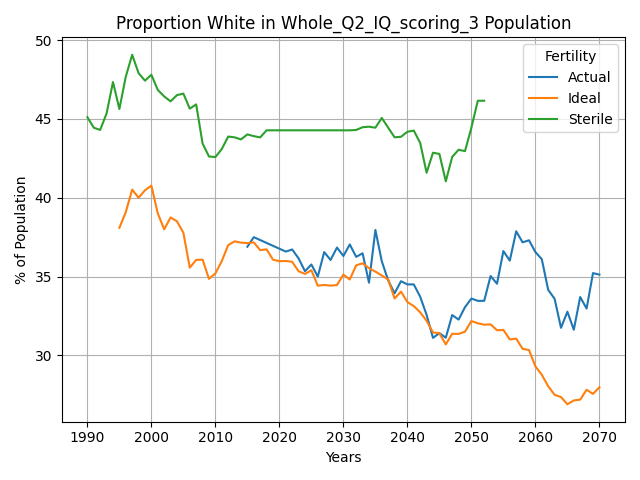 Proportion White in Whole_Q2_IQ_scoring_3 Population
% of Population
50
45
40
35
30
Fertility
Actual
Ideal
Sterile
1990 2000 2010 2020 2030 2040 2050 2060 2070
Years